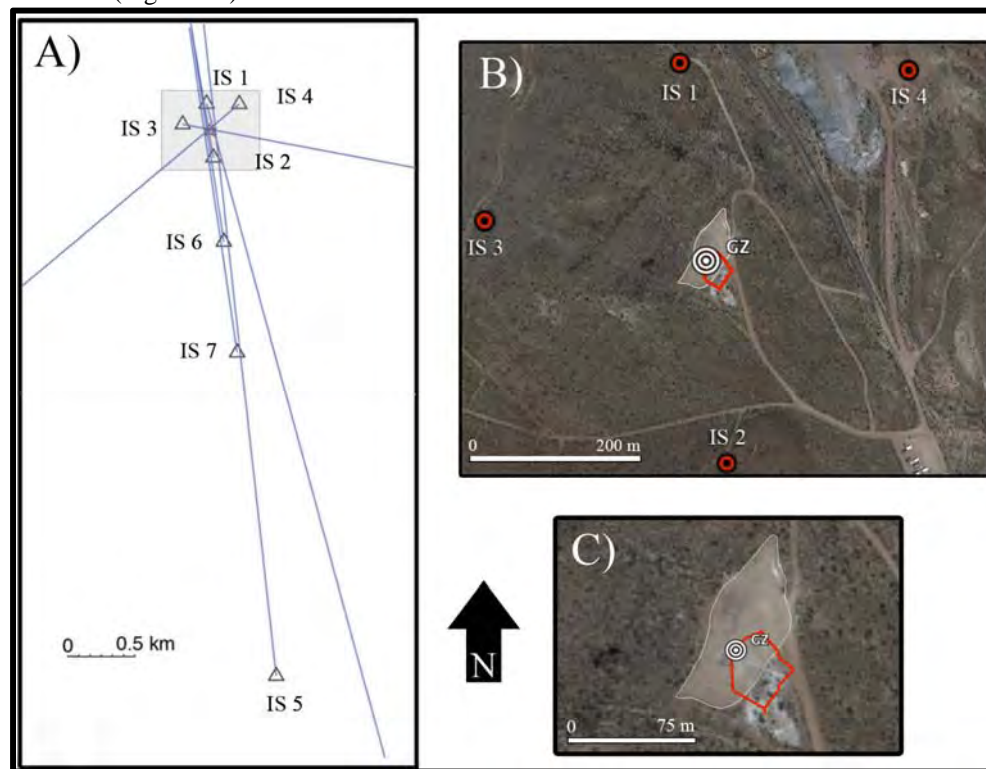 A)
IS 1
IS 4
IS 3
IS 2
IS 6
IS 7
0 0.5 km
IS 5
N
B)
IS 1
IS 4
IS 3
GZ
IS 2
0 200 m
C)
GZ
0 75 m